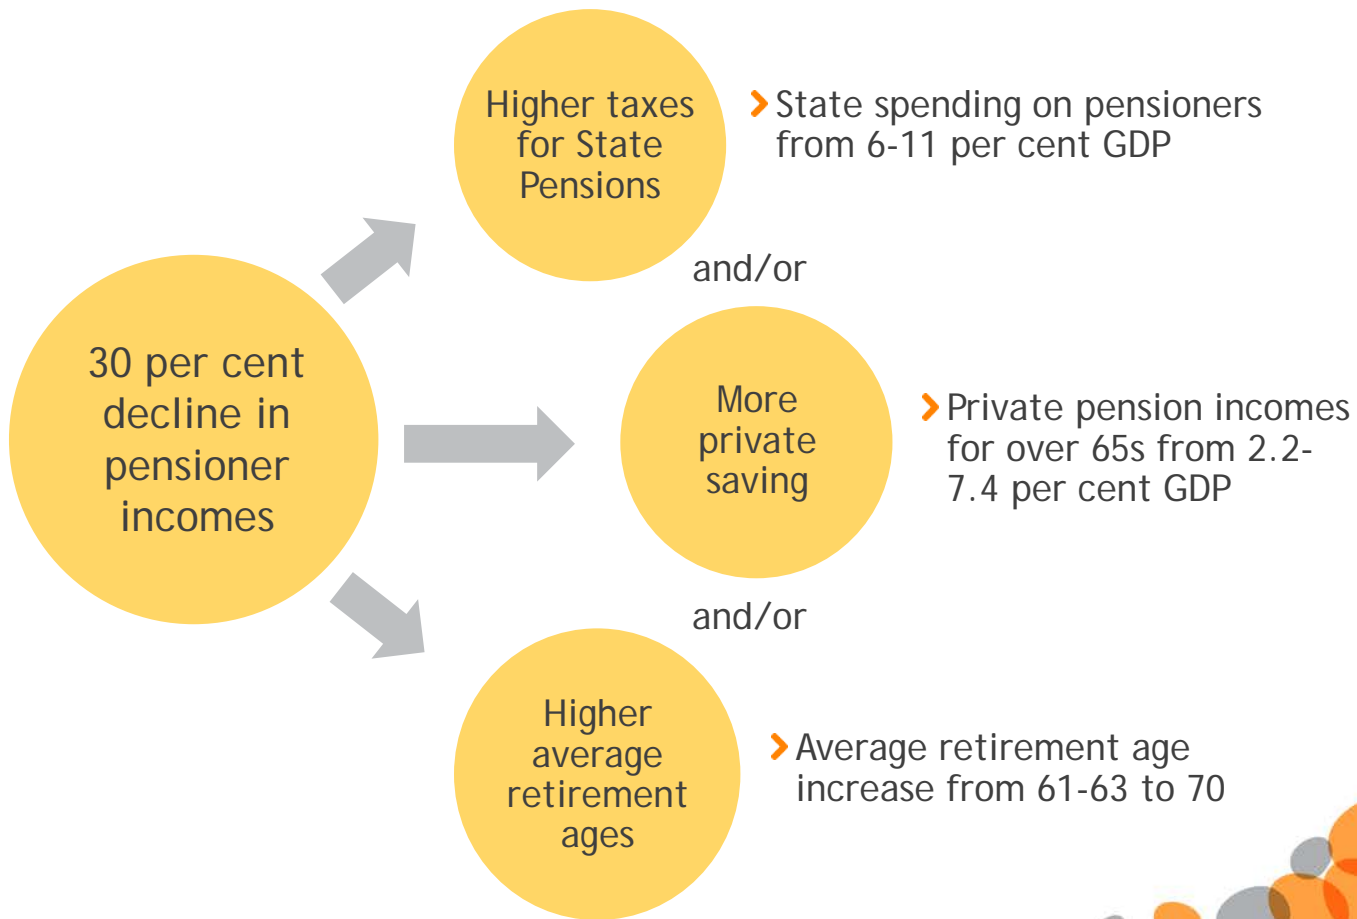 30 per cent
decline in
pensioner
incomes
Higher taxes
for State
Pensions
State spending on pensioners
from 6-11 per cent GDP
and/or
More
private
saving
Private pension incomes
for over 65s from 2.2-
7.4 per cent GDP
and/or
Higher
average
retirement
ages
Average retirement age
increase from 61-63 to 70